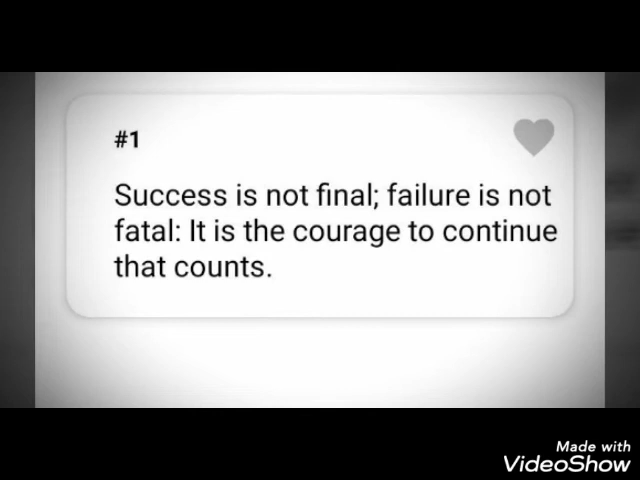 #1
Success is not final; failure is not
fatal: It is the courage to continue
that counts.
Made with
VideoShow